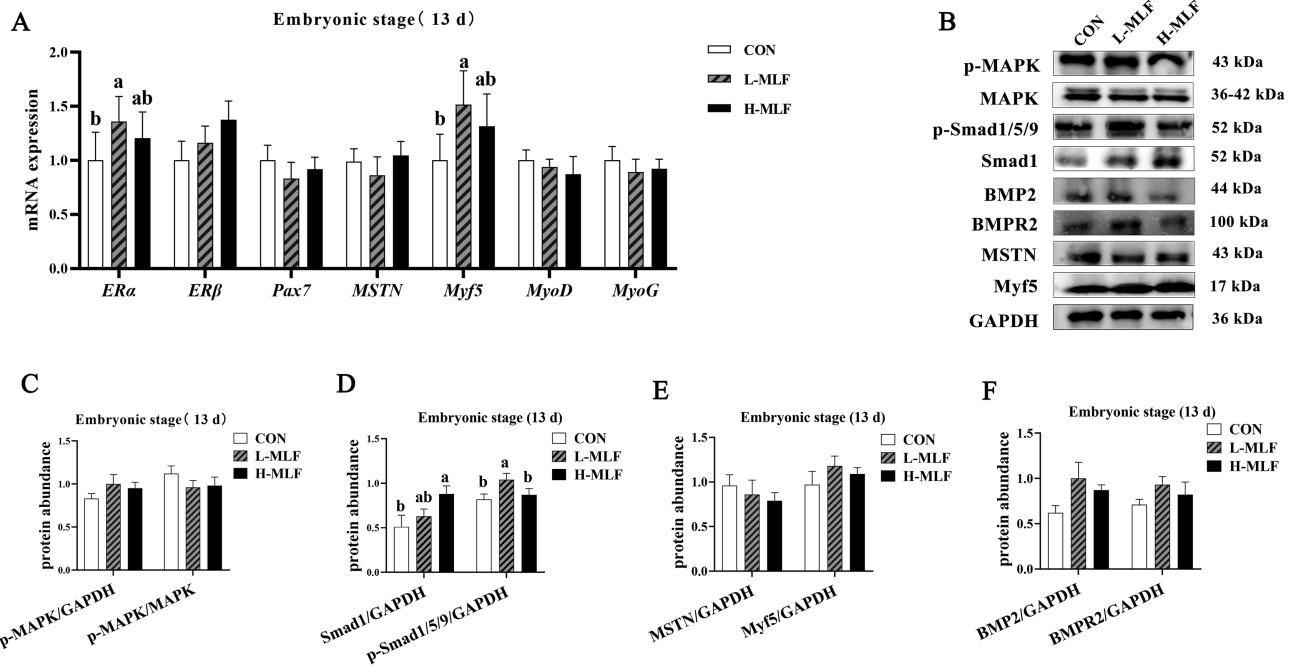 A
Embryonic stage( 13 d)
mRNA expression
2.0
1.5
1.0
0.5
0.0
b
a
ab
b
a
ab
ERα
ERβ
Pax7
MSTN
Myf5
MyoD
MyoG
CON
L-MLF
H-MLF
B
CON
L-MLF
H-MLF
p-MAPK 43 kDa
MAPK 36-42 kDa
p-Smad1/5/9 52 kDa
Smad1 52 kDa
BMP2 44 kDa
BMPR2 100 kDa
MSTN 43 kDa
Myf5 17 kDa
GAPDH 36 kDa
C
Embryonic stage( 13 d)
protein abundance
1.5
1.0
0.5
0.0
p-MAPK/GAPDH
p-MAPK/MAPK
CON
L-MLF
H-MLF
D
Embryonic stage (13 d)
protein abundance
1.5
1.0
0.5
0.0
b
ab
a
b
a
b
Smad1/GAPDH
p-Smad1/5/9/GAPDH
CON
L-MLF
H-MLF
E
Embryonic stage (13 d)
protein abundance
1.5
1.0
0.5
0.0
MSTN/GAPDH
Myf5/GAPDH
CON
L-MLF
H-MLF
F
Embryonic stage (13 d)
protein abundance
1.5
1.0
0.5
0.0
BMP2/GAPDH
BMPR2/GAPDH
CON
L-MLF
H-MLF